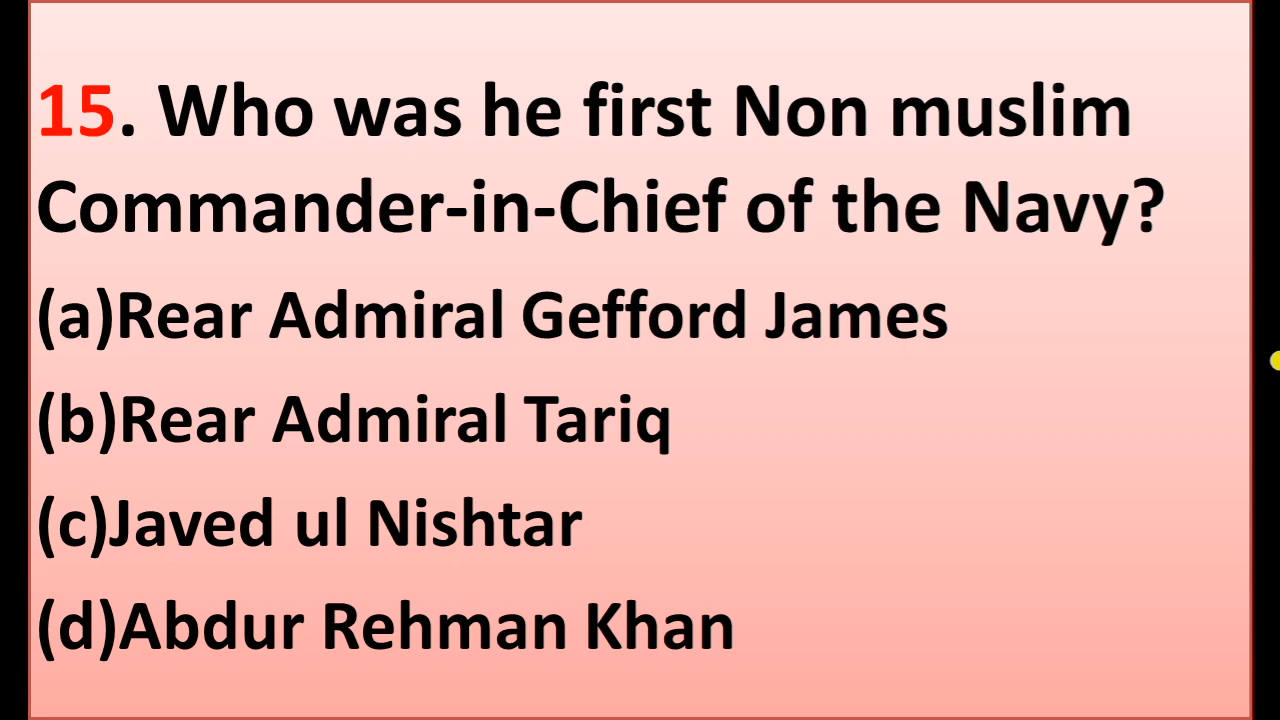 15. Who was he first Non muslim
Commander-in-Chief of the Navy?
(a)Rear Admiral Gefford James
(b)Rear Admiral Tariq
(c)Javed ul Nishtar
(d)Abdur Rehman Khan